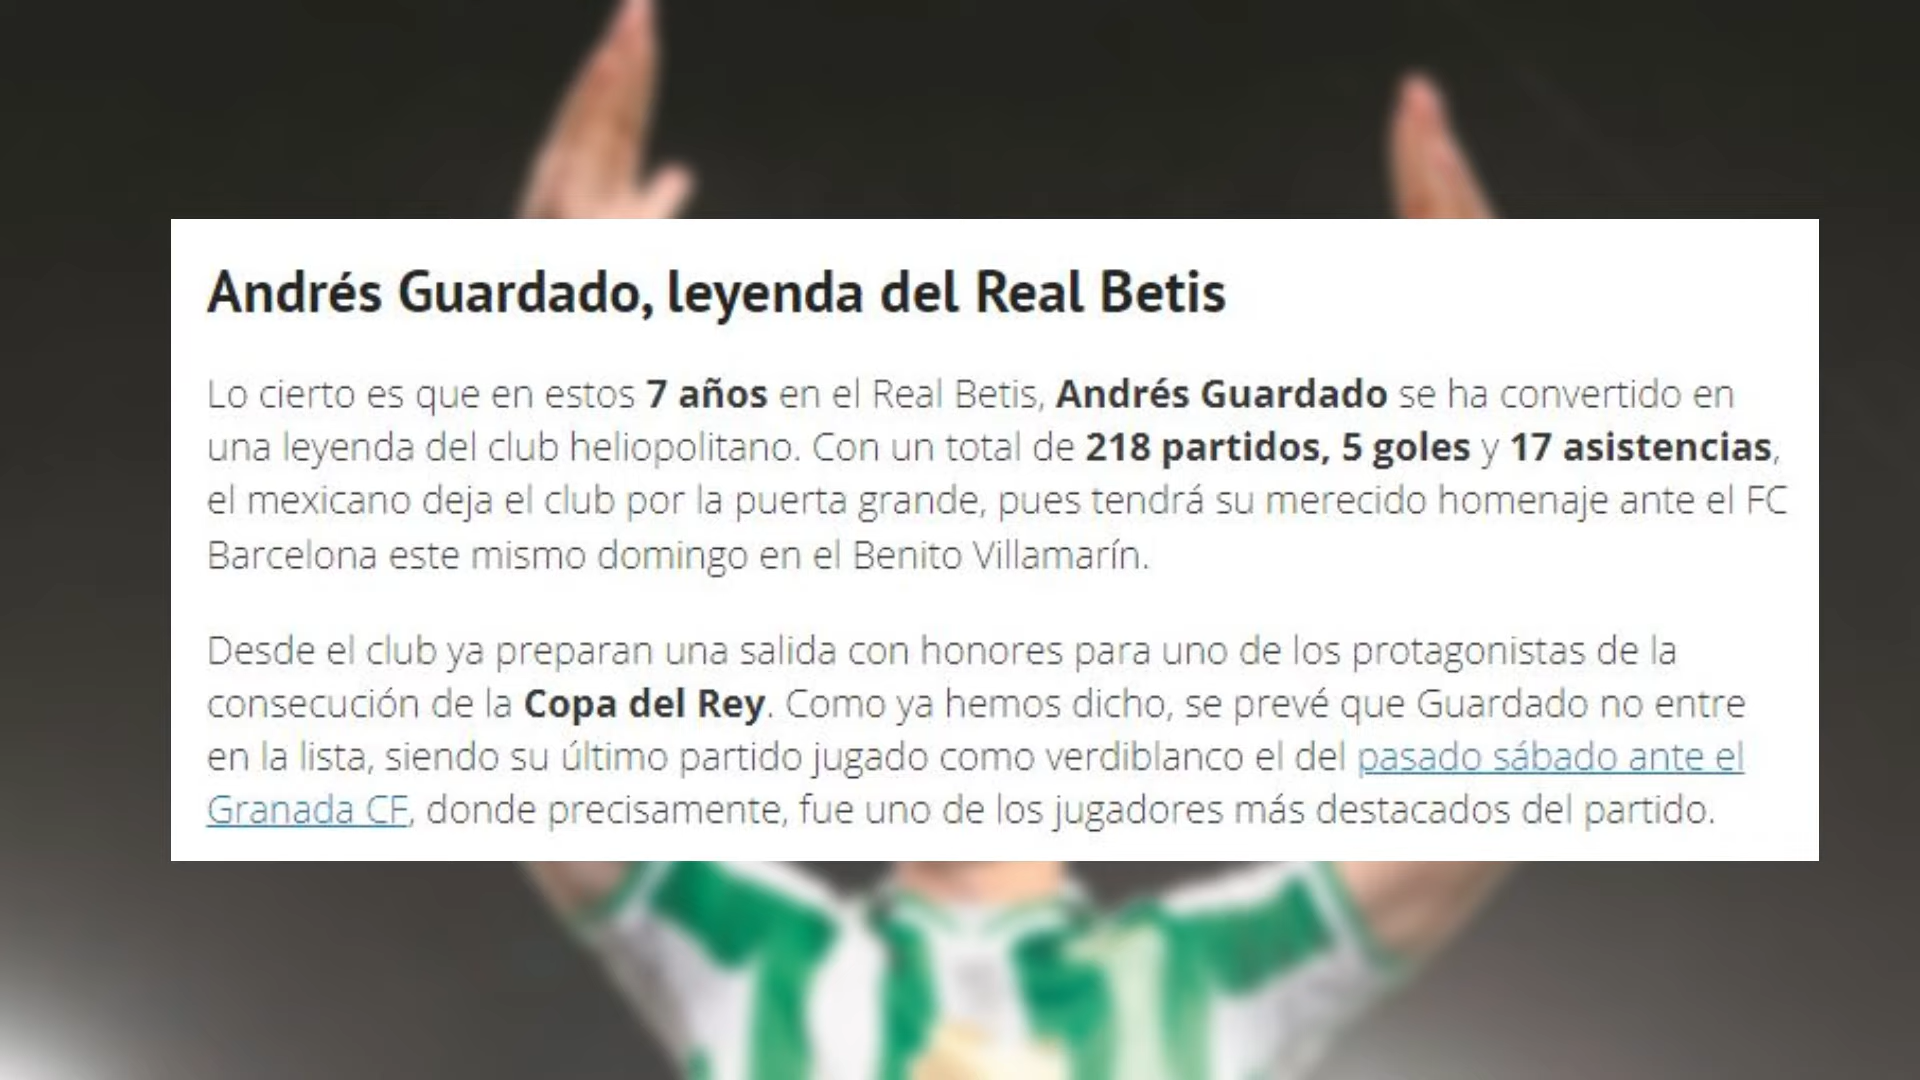 Andrés Guardado, leyenda del Real Betis
Lo cierto es que en estos 7 años en el Real Betis, Andrés Guardado se ha convertido en
una leyenda del club heliopolitano. Con un total de 218 partidos, 5 goles y 17 asistencias,
el mexicano deja el club por la puerta grande, pues tendrá su merecido homenaje ante el FC
Barcelona este mismo domingo en el Benito Villamarín.
Desde el club ya preparan una salida con honores para uno de los protagonistas de la
consecución de la Copa del Rey. Como ya hemos dicho, se prevé que Guardado no entre
en la lista, siendo su último partido jugado como verdiblanco el del pasado sábado ante el
Granada CF, donde precisamente, fue uno de los jugadores más destacados del partido.